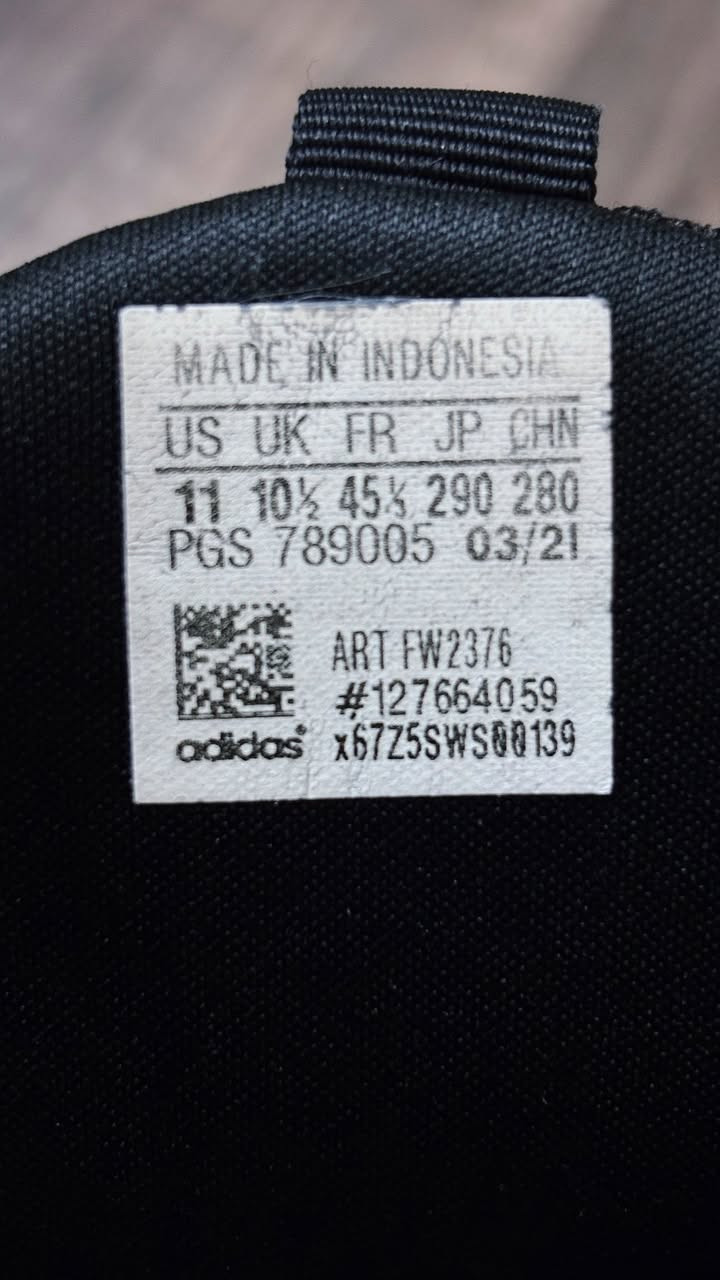 MADE IN INDONESIA
US UK FR JP CHN
11 10½ 45⅓ 290 280
PGS 789005 03/21
ART FW2376
#127664059
adidas® x67Z5SWS00139